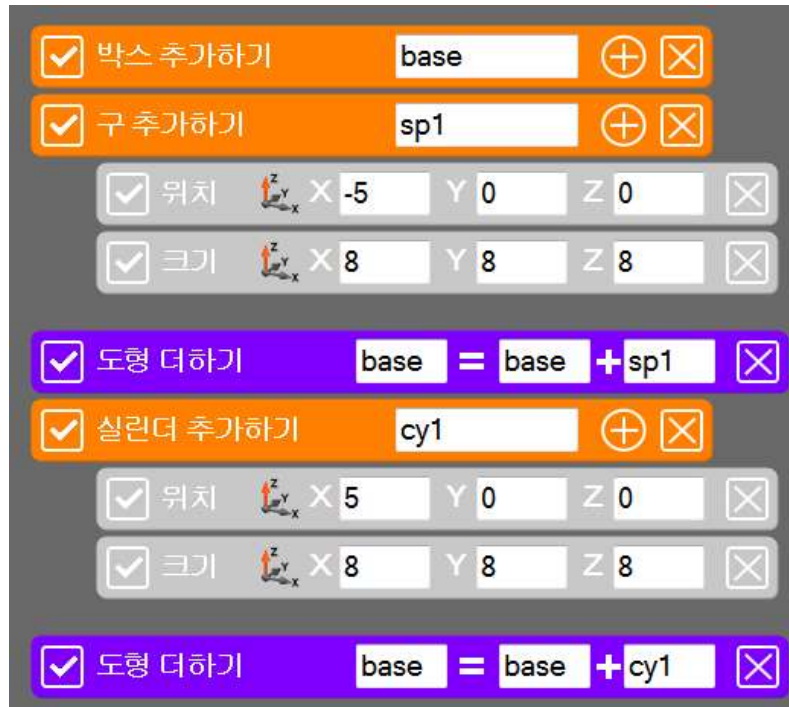 박스 추가하기 base
구 추가하기 sp1
위치 Z Y X X -5 Y 0 Z 0
크기 Z Y X X 8 Y 8 Z 8
도형 더하기 base = base + sp1
실린더 추가하기 cy1
위치 Z Y X X 5 Y 0 Z 0
크기 Z Y X X 8 Y 8 Z 8
도형 더하기 base = base + cy1